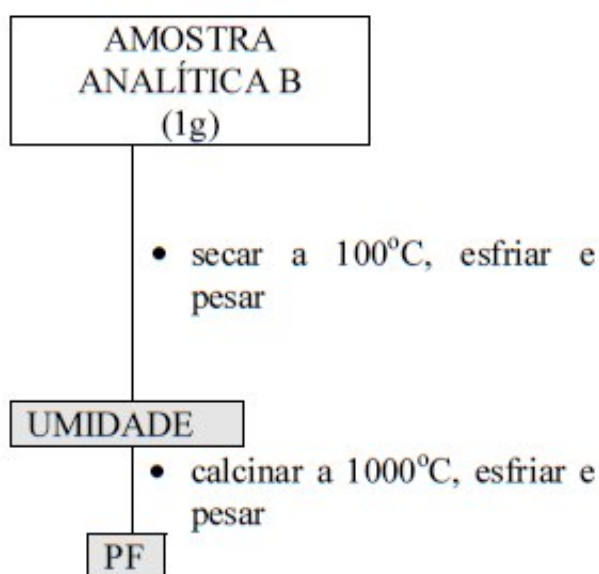 AMOSTRA
ANALÍTICA B
(1g)
• secar a 100°C, esfriar e
pesar
UMIDADE
• calcinar a 1000°C, esfriar e
pesar
PF